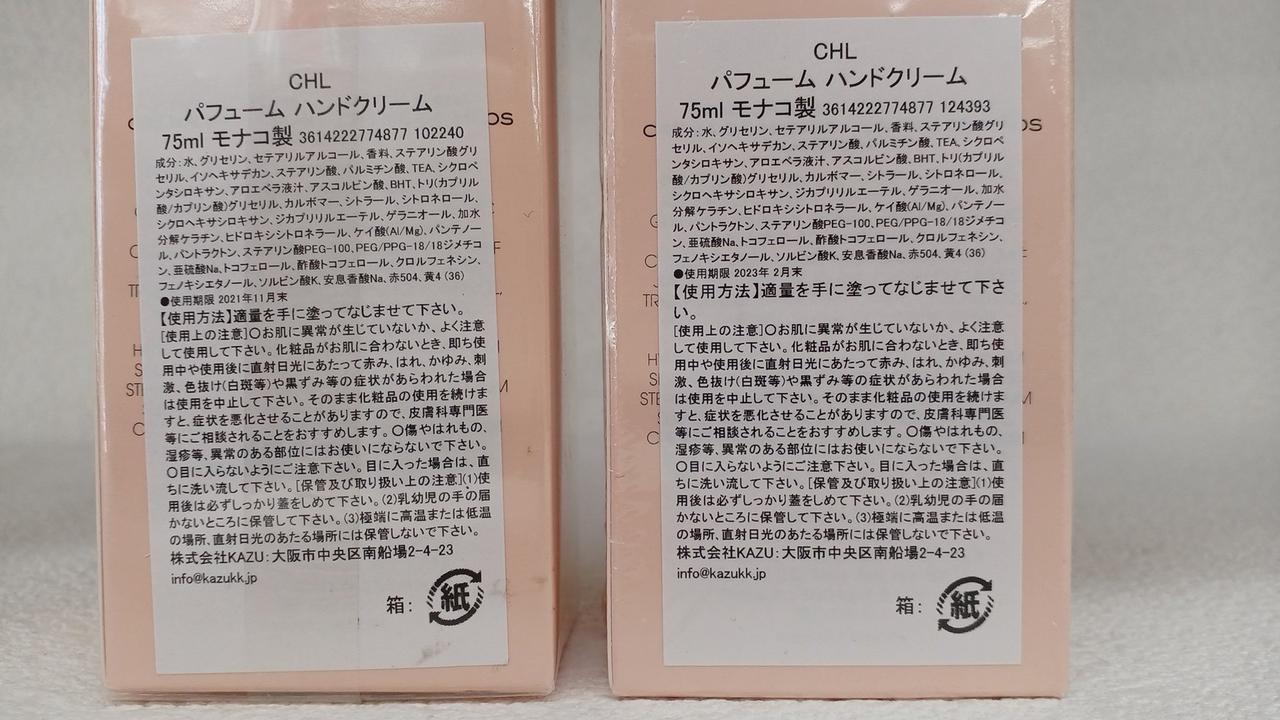 CHL
パフューム ハンドクリーム
75ml モナコ製 3614222774877 102240
成分:水、グリセリン、セテアリルアルコール、香料、ステアリン酸グリ
セリル、イソヘキサデカン、ステアリン酸、パルミチン酸、TEA、シクロペ
ンタシロキサン、アロエベラ液汁、アスコルビン酸、BHT、トリ(カプリル
酸/カプリン酸)グリセリル、カルボマー、シトラール、シトロネロール、
シクロヘキサシロキサン、ジカプリリルエーテル、ゲラニオール、加水
分解ケラチン、ヒドロキシシトロネラール、ケイ酸(Al/Mg)、パンテノー
ル、パントラクトン、ステアリン酸PEG-100、PEG/PPG-18/18ジメチコ
ン、亜硫酸Na、トコフェロール、酢酸トコフェロール、クロルフェネシン、
フェノキシエタノール、ソルビン酸K、安息香酸Na、赤504、黄4(36)
●使用期限 2021年11月末
【使用方法】適量を手に塗ってなじませて下さい。
[使用上の注意]〇お肌に異常が生じていないか、よく注意
して使用して下さい。化粧品がお肌に合わないとき、即ち使
用中や使用後に直射日光にあたって赤み、はれ、かゆみ、刺
激、色抜け(白斑等)や黒ずみ等の症状があらわれた場合
は使用を中止して下さい。そのまま化粧品の使用を続けま
すと、症状を悪化させることがありますので、皮膚科専門医
等にご相談されることをおすすめします。〇傷やはれもの、
湿疹等、異常のある部位にはお使いにならないで下さい。
〇目に入らないようにご注意下さい。目に入った場合は、直
ちに洗い流して下さい。[保管及び取り扱い上の注意](1)使
用後は必ずしっかり蓋をしめて下さい。(2)乳幼児の手の届
かないところに保管して下さい。(3)極端に高温または低温
の場所、直射日光のあたる場所には保管しないで下さい。
株式会社KAZU:大阪市中央区南船場2-4-23
info@kazukk.jp
箱: 紙
CHL
パフューム ハンドクリーム
75ml モナコ製 3614222774877 124393
成分:水、グリセリン、セテアリルアルコール、香料、ステアリン酸グリ
セリル、イソヘキサデカン、ステアリン酸、パルミチン酸、TEA、シクロペ
ンタシロキサン、アロエベラ液汁、アスコルビン酸、BHT、トリ(カプリル
酸/カプリン酸)グリセリル、カルボマー、シトラール、シトロネロール、
シクロヘキサシロキサン、ジカプリリルエーテル、ゲラニオール、加水
分解ケラチン、ヒドロキシシトロネラール、ケイ酸(Al/Mg)、パンテノー
ル、パントラクトン、ステアリン酸PEG-100、PEG/PPG-18/18ジメチコ
ン、亜硫酸Na、トコフェロール、酢酸トコフェロール、クロルフェネシン、
フェノキシエタノール、ソルビン酸K、安息香酸Na、赤504、黄4(36)
●使用期限 2023年 2月末
【使用方法】適量を手に塗ってなじませて下さ
い。
[使用上の注意]〇お肌に異常が生じていないか、よく注意
して使用して下さい。化粧品がお肌に合わないとき、即ち使
用中や使用後に直射日光にあたって赤み、はれ、かゆみ、刺
激、色抜け(白斑等)や黒ずみ等の症状があらわれた場合
は使用を中止して下さい。そのまま化粧品の使用を続けま
すと、症状を悪化させることがありますので、皮膚科専門医
等にご相談されることをおすすめします。〇傷やはれもの、
湿疹等、異常のある部位にはお使いにならないで下さい。
〇目に入らないようにご注意下さい。目に入った場合は、直
ちに洗い流して下さい。[保管及び取り扱い上の注意](1)使
用後は必ずしっかり蓋をしめて下さい。(2)乳幼児の手の届
かないところに保管して下さい。(3)極端に高温または低温
の場所、直射日光のあたる場所には保管しないで下さい。
株式会社KAZU:大阪市中央区南船場2-4-23
info@kazukk.jp
箱: 紙